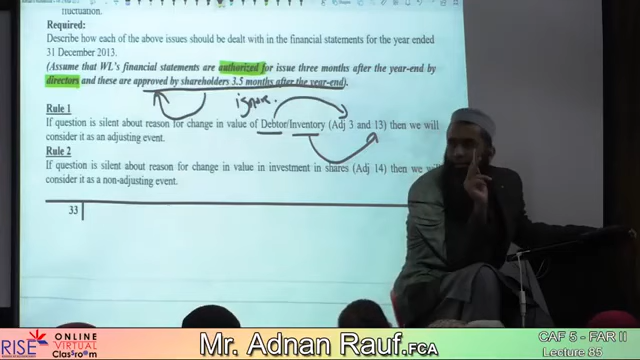 fluctuation.
Required:
Describe how each of the above issues should be dealt with in the financial statements for the year ended
31 December 2013.
(Assume that WL's financial statements are authorized for issue three months after the year-end by
directors and these are approved by shareholders 3.5 months after the year-end).
ignore.
Rule 1
If question is silent about reason for change in value of Debtor/Inventory (Adj 3 and 13) then we will
consider it as an adjusting event.
Rule 2
If question is silent about reason for change in value in investment in shares (Adj 14) then we will
consider it as a non-adjusting event.
33
RISE
ONLINE
VIRTUAL
Classroom
Mr. Adnan Rauf.FCA
CAF 5 - FAR II
Lecture 85